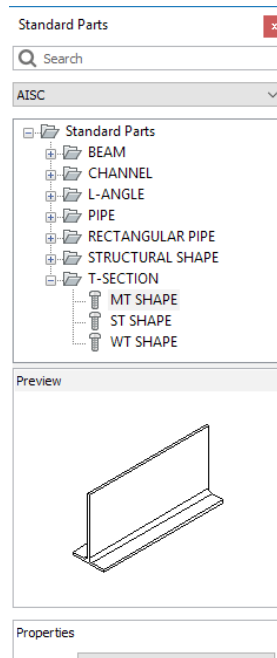 Standard Parts
x
Search
AISC
Standard Parts
BEAM
CHANNEL
L-ANGLE
PIPE
RECTANGULAR PIPE
STRUCTURAL SHAPE
T-SECTION
MT SHAPE
ST SHAPE
WT SHAPE
Preview
Properties